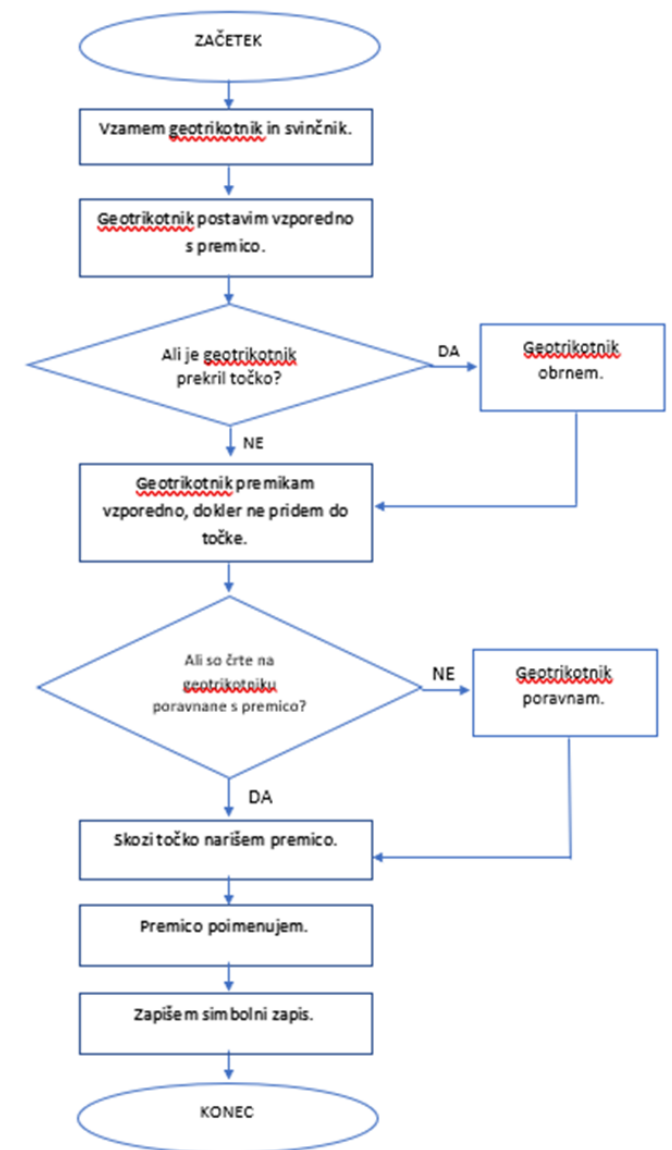 ZAČETEK
Vzamem geotrikotnik in svinčnik.
Geotrikotnik postavim vzporedno
s premico.
Ali je geotrikotnik
prekril točko?
DA
Geotrikotnik
obrnem.
NE
Geotrikotnik premikam
vzporedno, dokler ne pridem do
točke.
Ali so črte na
geotrikotniku
poravnane s premico?
NE
Geotrikotnik
poravnam.
DA
Skozi točko narišem premico.
Premico poimenujem.
Zapišem simbolni zapis.
KONEC